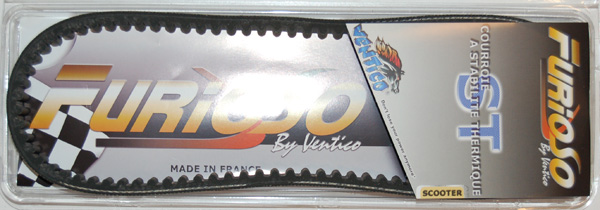 FURIOSO
By Ventico
MADE IN FRANCE
VENTICO
COURROIE
A STABILITE THERMIQUE
ST
FURIOSO
By Ventico
SCOOTER